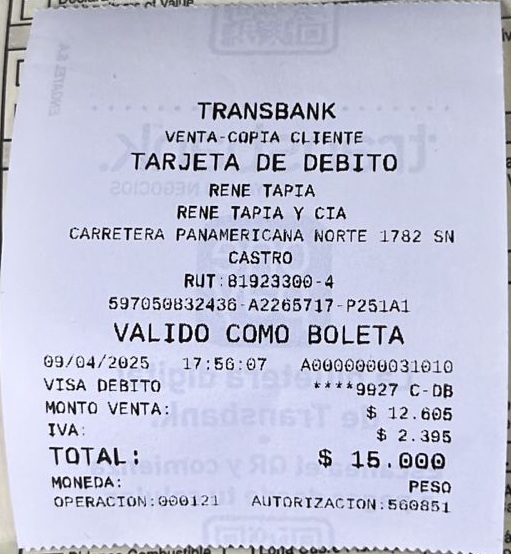 TRANSBANK
VENTA-COPIA CLIENTE
TARJETA DE DEBITO
RENE TAPIA
RENE TAPIA Y CIA
CARRETERA PANAMERICANA NORTE 1782 SN
CASTRO
RUT:81923300-4
597050832436-A2265717-P251A1
VALIDO COMO BOLETA
09/04/2025 17:56:07 A0000000031010
VISA DEBITO ****9927 C-DB
MONTO VENTA: $ 12.605
IVA: $ 2.395
TOTAL: $ 15.000
MONEDA: PESO
OPERACION:000121 AUTORIZACION:560851